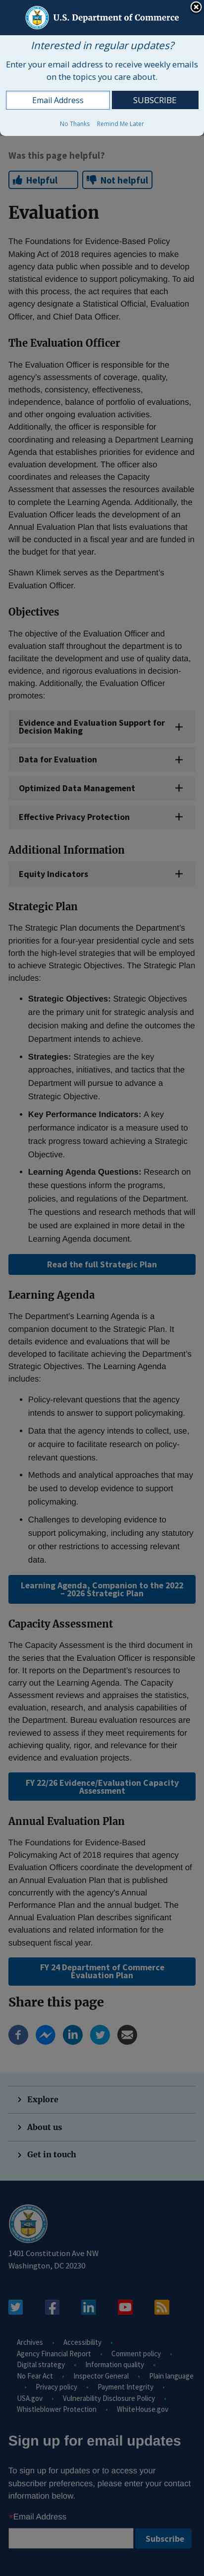 U.S. Department of Commerce
Interested in regular updates?
Enter your email address to receive weekly emails
on the topics you care about.
Email Address
SUBSCRIBE
No Thanks
Remind Me Later
Was this page helpful?
Helpful
Not helpful
Evaluation
The Foundations for Evidence-Based Policy
Making Act of 2018 requires agencies to make
agency data public when possible and to develop
statistical evidence to support policymaking. To aid
with this process, the act requires that each
agency designate a Statistical Official, Evaluation
Officer, and Chief Data Officer.
The Evaluation Officer
The Evaluation Officer is responsible for the
agency's assessments of coverage, quality,
methods, consistency, effectiveness,
independence, balance of portfolio of evaluations,
and other ongoing evaluation activities.
Additionally, the officer is responsible for
coordinating and releasing a Department Learning
Agenda that establishes priorities for evidence and
evaluation development. The officer also
coordinates and releases the Capacity
Assessment that assesses the resources available
to complete the Learning Agenda. Additionally, the
Evaluation Officer leads the development of an
Annual Evaluation Plan that lists evaluations that
will be conducted in a fiscal year and are funded in
the budget for that year.
Shawn Klimek serves as the Department's
Evaluation Officer.
Objectives
The objective of the Evaluation Officer and
evaluation staff throughout the department is to
facilitate the development and use of quality data,
evidence, and rigorous evaluations in decision-
making. Additionally, the Evaluation Officer
promotes:
Evidence and Evaluation Support for
Decision Making
Data for Evaluation
Optimized Data Management
Effective Privacy Protection
Additional Information
Equity Indicators
Strategic Plan
The Strategic Plan documents the Department's
priorities for a four-year presidential cycle and sets
forth the high-level strategies that will be employed
to achieve Strategic Objectives. The Strategic Plan
includes:
Strategic Objectives: Strategic Objectives
are the primary unit for strategic analysis and
decision making and define the outcomes the
Department intends to achieve.
Strategies: Strategies are the key
approaches, initiatives, and tactics that the
Department will pursue to advance a
Strategic Objective.
Key Performance Indicators: A key
performance indicator is a measure used to
track progress toward achieving a Strategic
Objective.
Learning Agenda Questions: Research on
these questions inform the programs,
policies, and regulations of the Department.
The questions and research methods that will
be used are explained in more detail in the
Learning Agenda document.
Read the full Strategic Plan
Learning Agenda
The Department's Learning Agenda is a
companion document to the Strategic Plan. It
details evidence and evaluations that will be
developed to facilitate achieving the Department's
Strategic Objectives. The Learning Agenda
includes:
Policy-relevant questions that the agency
intends to answer to support policymaking.
Data that the agency intends to collect, use,
or acquire to facilitate research on policy-
relevant questions.
Methods and analytical approaches that may
be used to develop evidence to support
policymaking.
Challenges to developing evidence to
support policymaking, including any statutory
or other restrictions to accessing relevant
data.
Learning Agenda, Companion to the 2022
– 2026 Strategic Plan
Capacity Assessment
The Capacity Assessment is the third document in
the series that the Evaluation Officer is responsible
for. It reports on the Department's resources to
carry out the Learning Agenda. The Capacity
Assessment reviews and appraises the statistics,
evaluation, research, and analysis capabilities of
the Department. Bureau evaluation resources are
reviewed to assess if they meet requirements for
achieving quality, rigor, and relevance for their
evidence and evaluation projects.
FY 22/26 Evidence/Evaluation Capacity
Assessment
Annual Evaluation Plan
The Foundations for Evidence-Based
Policymaking Act of 2018 requires that agency
Evaluation Officers coordinate the development of
an Annual Evaluation Plan that is published
concurrently with the agency's Annual
Performance Plan and the annual budget. The
Annual Evaluation Plan describes significant
evaluations and related information for the
subsequent fiscal year.
FY 24 Department of Commerce
Evaluation Plan
Share this page
Explore
About us
Get in touch
1401 Constitution Ave NW
Washington, DC 20230
Archives - Accessibility -
Agency Financial Report - Comment policy -
Digital strategy - Information quality -
No Fear Act - Inspector General - Plain language
- Privacy policy - Payment Integrity -
USA.gov - Vulnerability Disclosure Policy -
Whistleblower Protection - WhiteHouse.gov
Sign up for email updates
To sign up for updates or to access your
subscriber preferences, please enter your contact
information below.
*Email Address
Subscribe